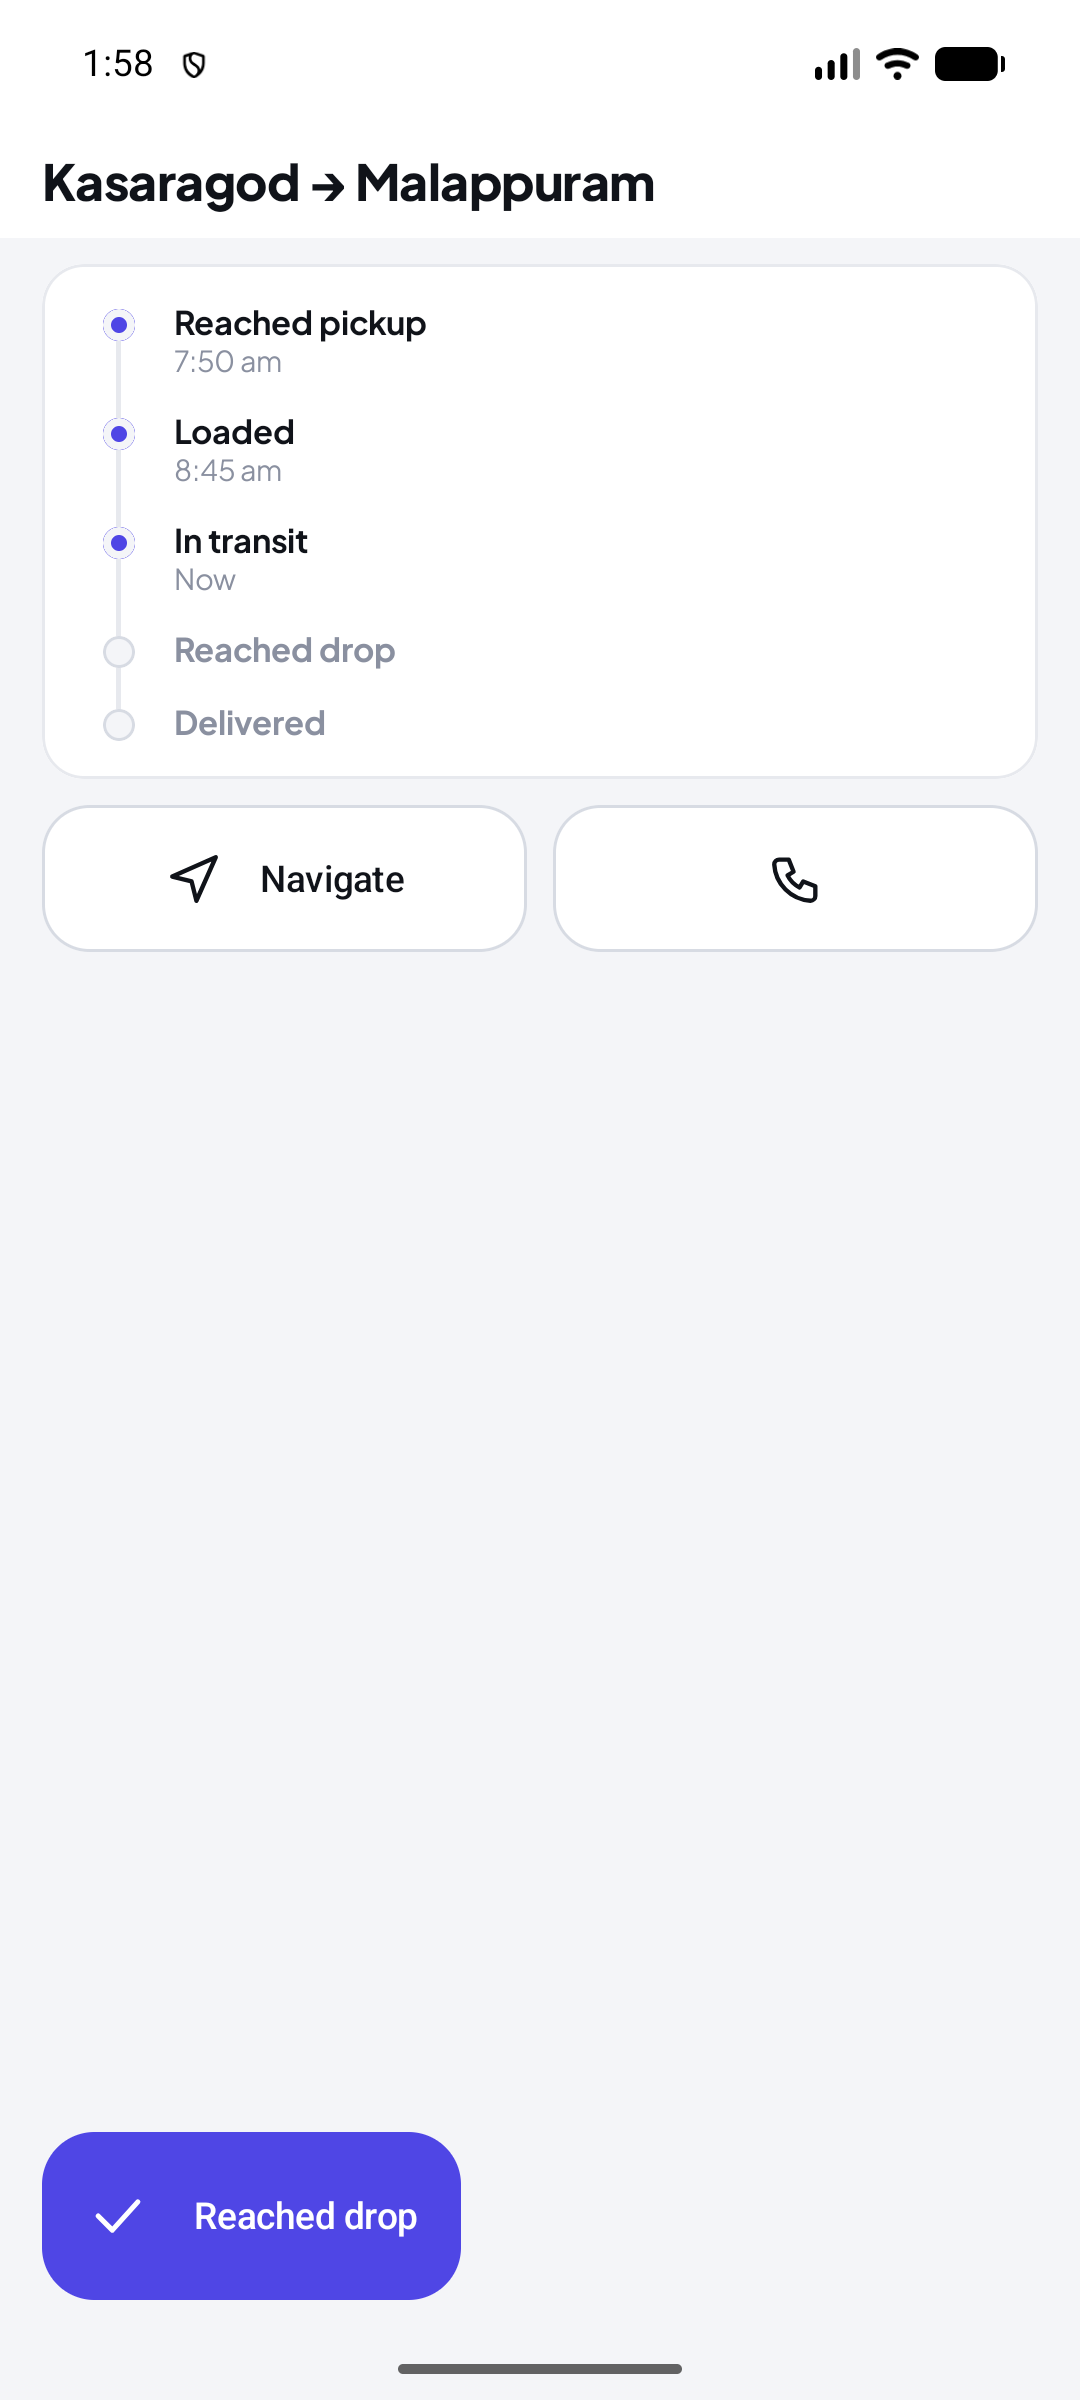 1:58
Kasaragod → Malappuram
Reached pickup
7:50 am
Loaded
8:45 am
In transit
Now
Reached drop
Delivered
Navigate
Reached drop